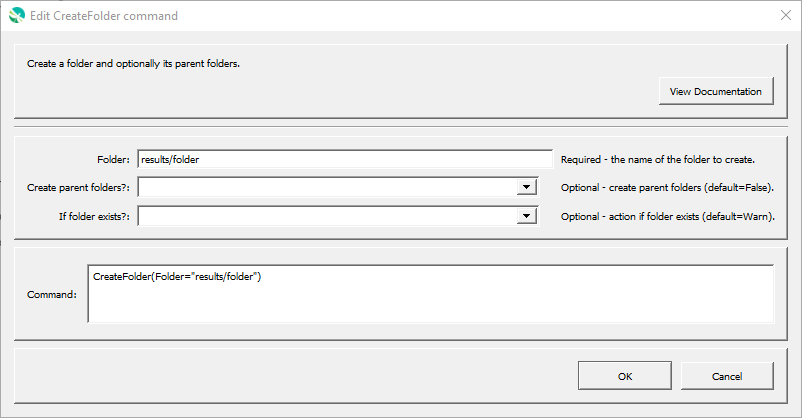 Edit CreateFolder command
Create a folder and optionally its parent folders.
View Documentation
Folder: results/folder Required - the name of the folder to create.
Create parent folders?: Optional - create parent folders (default=False).
If folder exists?: Optional - action if folder exists (default=Warn).
Command: CreateFolder(Folder="results/folder")
OK Cancel